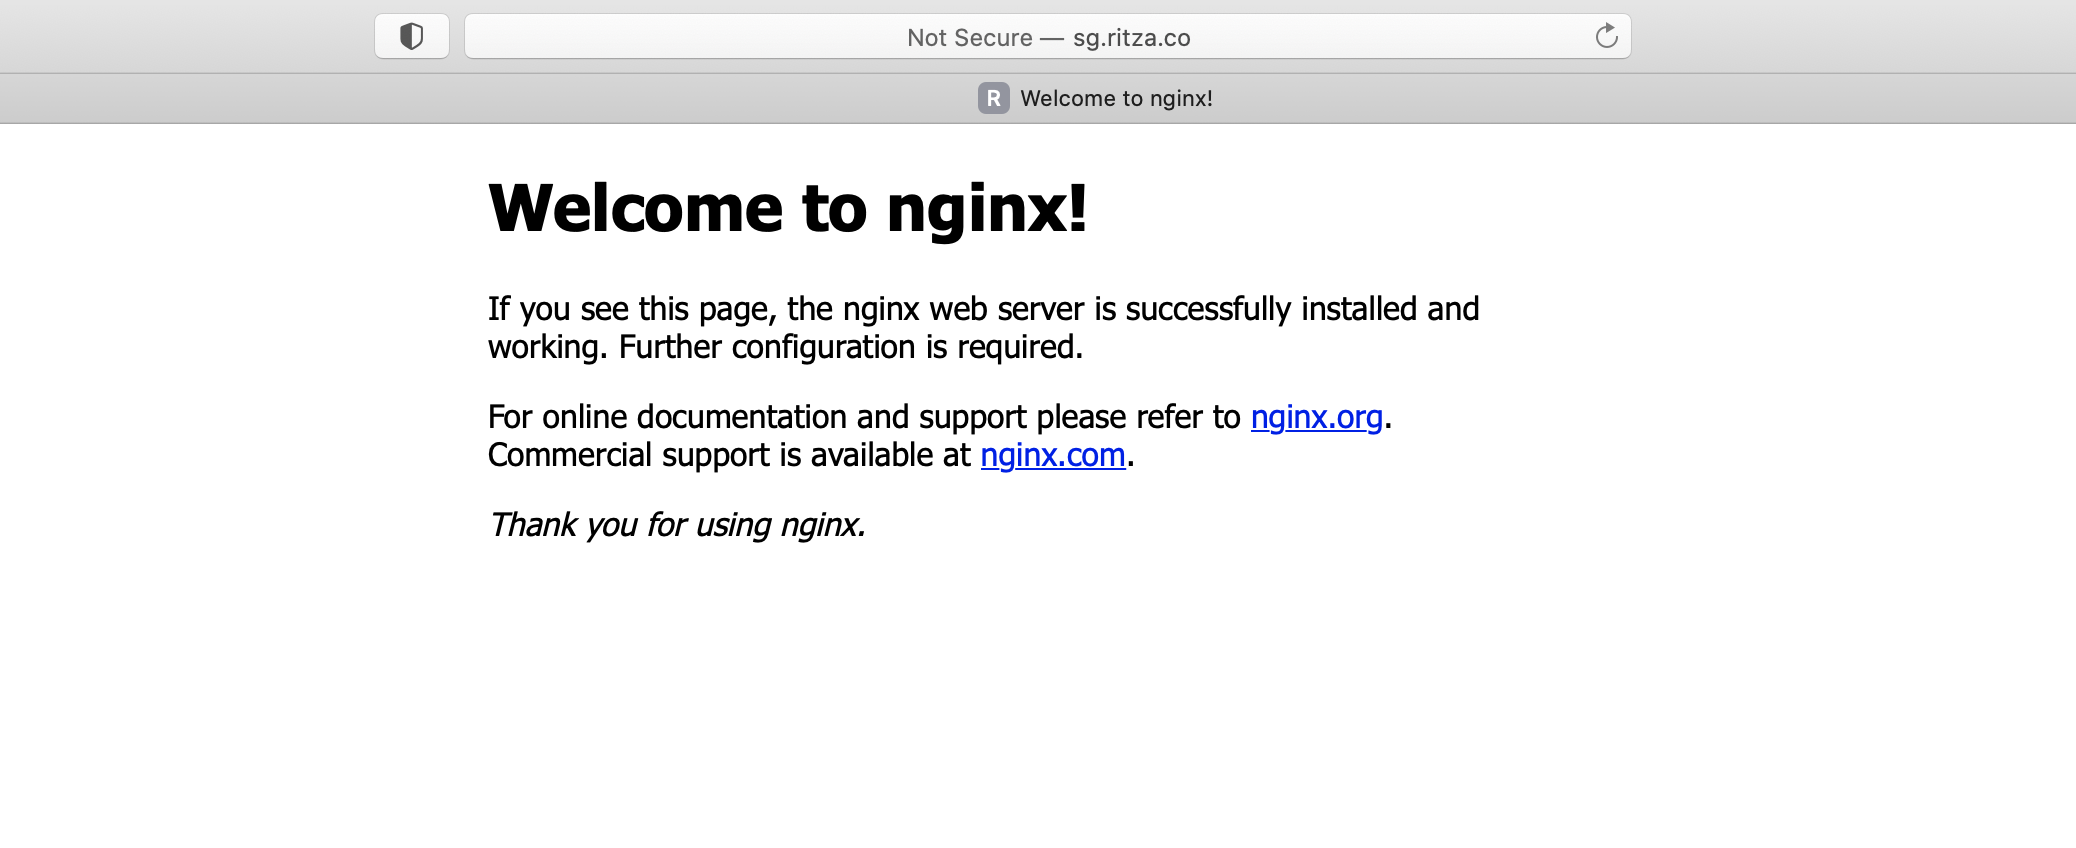 Not Secure — sg.ritza.co
R Welcome to nginx!
Welcome to nginx!
If you see this page, the nginx web server is successfully installed and
working. Further configuration is required.
For online documentation and support please refer to nginx.org.
Commercial support is available at nginx.com.
Thank you for using nginx.